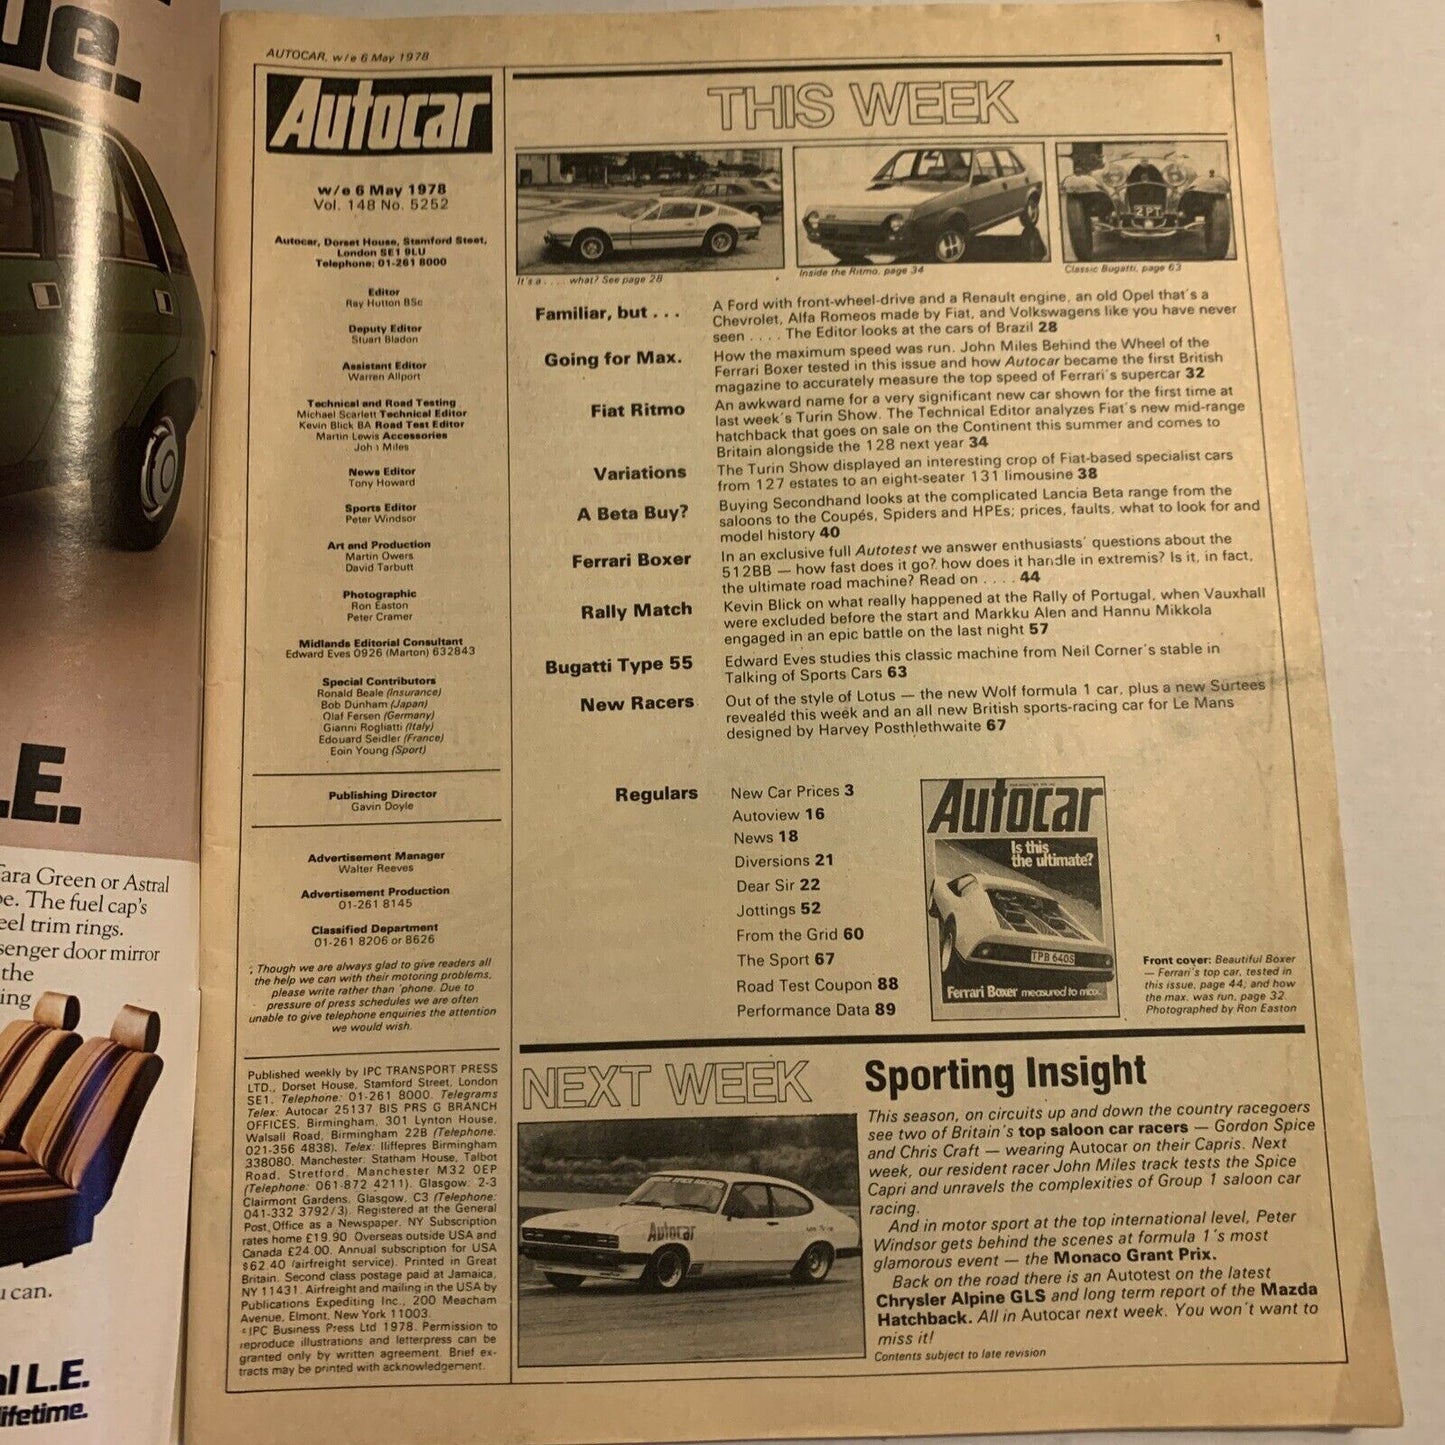 AUTOCAR, w/e 6 May 1978
1
Autocar
w/e 6 May 1978
Vol. 148 No. 5252
Autocar, Dorset House, Stamford Steet,
London SE1 9LU
Telephone: 01-261 8000
Editor
Ray Hutton BSc
Deputy Editor
Stuart Bladon
Assistant Editor
Warren Allport
Technical and Road Testing
Michael Scarlett Technical Editor
Kevin Blick BA Road Test Editor
Martin Lewis Accessories
John Miles
News Editor
Tony Howard
Sports Editor
Peter Windsor
Art and Production
Martin Owers
David Tarbutt
Photographic
Ron Easton
Peter Cramer
Midlands Editorial Consultant
Edward Eves 0926 (Marton) 632843
Special Contributors
Ronald Beale (Insurance)
Bob Dunham (Japan)
Olaf Fersen (Germany)
Gianni Rogliatti (Italy)
Edouard Seidler (France)
Eoin Young (Sport)
Publishing Director
Gavin Doyle
Advertisement Manager
Walter Reeves
Advertisement Production
01-261 8145
Classified Department
01-261 8206 or 8626
Though we are always glad to give readers all
the help we can with their motoring problems,
please write rather than 'phone. Due to
pressure of press schedules we are often
unable to give telephone enquiries the attention
we would wish.
Published weekly by IPC TRANSPORT PRESS
LTD., Dorset House, Stamford Street, London
SE1. Telephone: 01-261 8000. Telegrams
Telex: Autocar 25137 BIS PRS G BRANCH
OFFICES, Birmingham, 301 Lynton House,
Walsall Road, Birmingham 22B (Telephone:
021-356 4838). Telex: Iliffepres Birmingham
338080. Manchester: Statham House, Talbot
Road, Stretford, Manchester M32 0EP
(Telephone: 061-872 4211). Glasgow: 2-3
Clairmont Gardens, Glasgow, C3 (Telephone:
041-332 3792/3). Registered at the General
Post Office as a Newspaper. NY Subscription
rates home £19.90 Overseas outside USA and
Canada £24.00. Annual subscription for USA
$62.40 (airfreight service). Printed in Great
Britain. Second class postage paid at Jamaica,
NY 11431. Airfreight and mailing in the USA by
Publications Expediting Inc., 200 Meacham
Avenue, Elmont, New York 11003.
©IPC Business Press Ltd 1978. Permission to
reproduce illustrations and letterpress can be
granted only by written agreement. Brief ex-
tracts may be printed with acknowledgement.
THIS WEEK
2 PT
It's a .... what? See page 28
Inside the Ritmo, page 34
Classic Bugatti, page 63
Familiar, but . . .
A Ford with front-wheel-drive and a Renault engine, an old Opel that's a
Chevrolet, Alfa Romeos made by Fiat, and Volkswagens like you have never
seen .... The Editor looks at the cars of Brazil 28
Going for Max.
How the maximum speed was run. John Miles Behind the Wheel of the
Ferrari Boxer tested in this issue and how Autocar became the first British
magazine to accurately measure the top speed of Ferrari's supercar 32
Fiat Ritmo
An awkward name for a very significant new car shown for the first time at
last week's Turin Show. The Technical Editor analyzes Fiat's new mid-range
hatchback that goes on sale on the Continent this summer and comes to
Britain alongside the 128 next year 34
Variations
The Turin Show displayed an interesting crop of Fiat-based specialist cars
from 127 estates to an eight-seater 131 limousine 38
A Beta Buy?
Buying Secondhand looks at the complicated Lancia Beta range from the
saloons to the Coupés, Spiders and HPEs; prices, faults, what to look for and
model history 40
Ferrari Boxer
In an exclusive full Autotest we answer enthusiasts' questions about the
512BB — how fast does it go? how does it handle in extremis? Is it, in fact,
the ultimate road machine? Read on .... 44
Rally Match
Kevin Blick on what really happened at the Rally of Portugal, when Vauxhall
were excluded before the start and Markku Alen and Hannu Mikkola
engaged in an epic battle on the last night 57
Bugatti Type 55
Edward Eves studies this classic machine from Neil Corner's stable in
Talking of Sports Cars 63
New Racers
Out of the style of Lotus — the new Wolf formula 1 car, plus a new Surtees
revealed this week and an all new British sports-racing car for Le Mans
designed by Harvey Posthlethwaite 67
Regulars
New Car Prices 3
Autoview 16
News 18
Diversions 21
Dear Sir 22
Jottings 52
From the Grid 60
The Sport 67
Road Test Coupon 88
Performance Data 89
Autocar
Is this
the ultimate?
TPB 640S
Ferrari Boxer measured to max.
Front cover: Beautiful Boxer
— Ferrari's top car, tested in
this issue, page 44, and how
the max. was run, page 32.
Photographed by Ron Easton
NEXT WEEK
Autocar
Sporting Insight
This season, on circuits up and down the country racegoers
see two of Britain's top saloon car racers — Gordon Spice
and Chris Craft — wearing Autocar on their Capris. Next
week, our resident racer John Miles track tests the Spice
Capri and unravels the complexities of Group 1 saloon car
racing.
And in motor sport at the top international level, Peter
Windsor gets behind the scenes at formula 1's most
glamorous event — the Monaco Grant Prix.
Back on the road there is an Autotest on the latest
Chrysler Alpine GLS and long term report of the Mazda
Hatchback. All in Autocar next week. You won't want to
miss it!
Contents subject to late revision
.E.
Tara Green or Astral
e. The fuel cap's
eel trim rings.
senger door mirror
the
ing
u can.
al L.E.
lifetime.